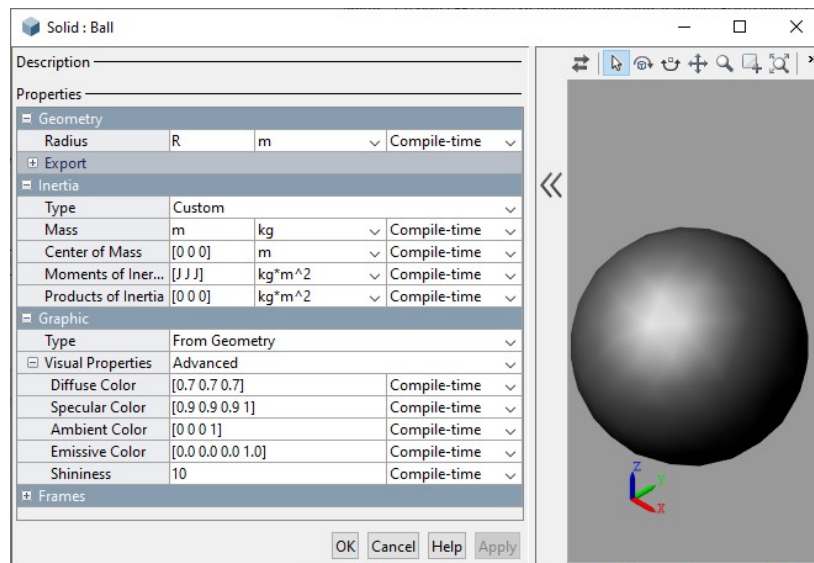 Solid : Ball
Description
Properties
Geometry
Radius R m Compile-time
Export
Inertia
Type Custom
Mass m kg Compile-time
Center of Mass [0 0 0] m Compile-time
Moments of Iner... [J J J] kg*m^2 Compile-time
Products of Inertia [0 0 0] kg*m^2 Compile-time
Graphic
Type From Geometry
Visual Properties Advanced
Diffuse Color [0.7 0.7 0.7] Compile-time
Specular Color [0.9 0.9 0.9 1] Compile-time
Ambient Color [0 0 0 1] Compile-time
Emissive Color [0.0 0.0 0.0 1.0] Compile-time
Shininess 10 Compile-time
Frames
OK Cancel Help Apply
Z
Y
X